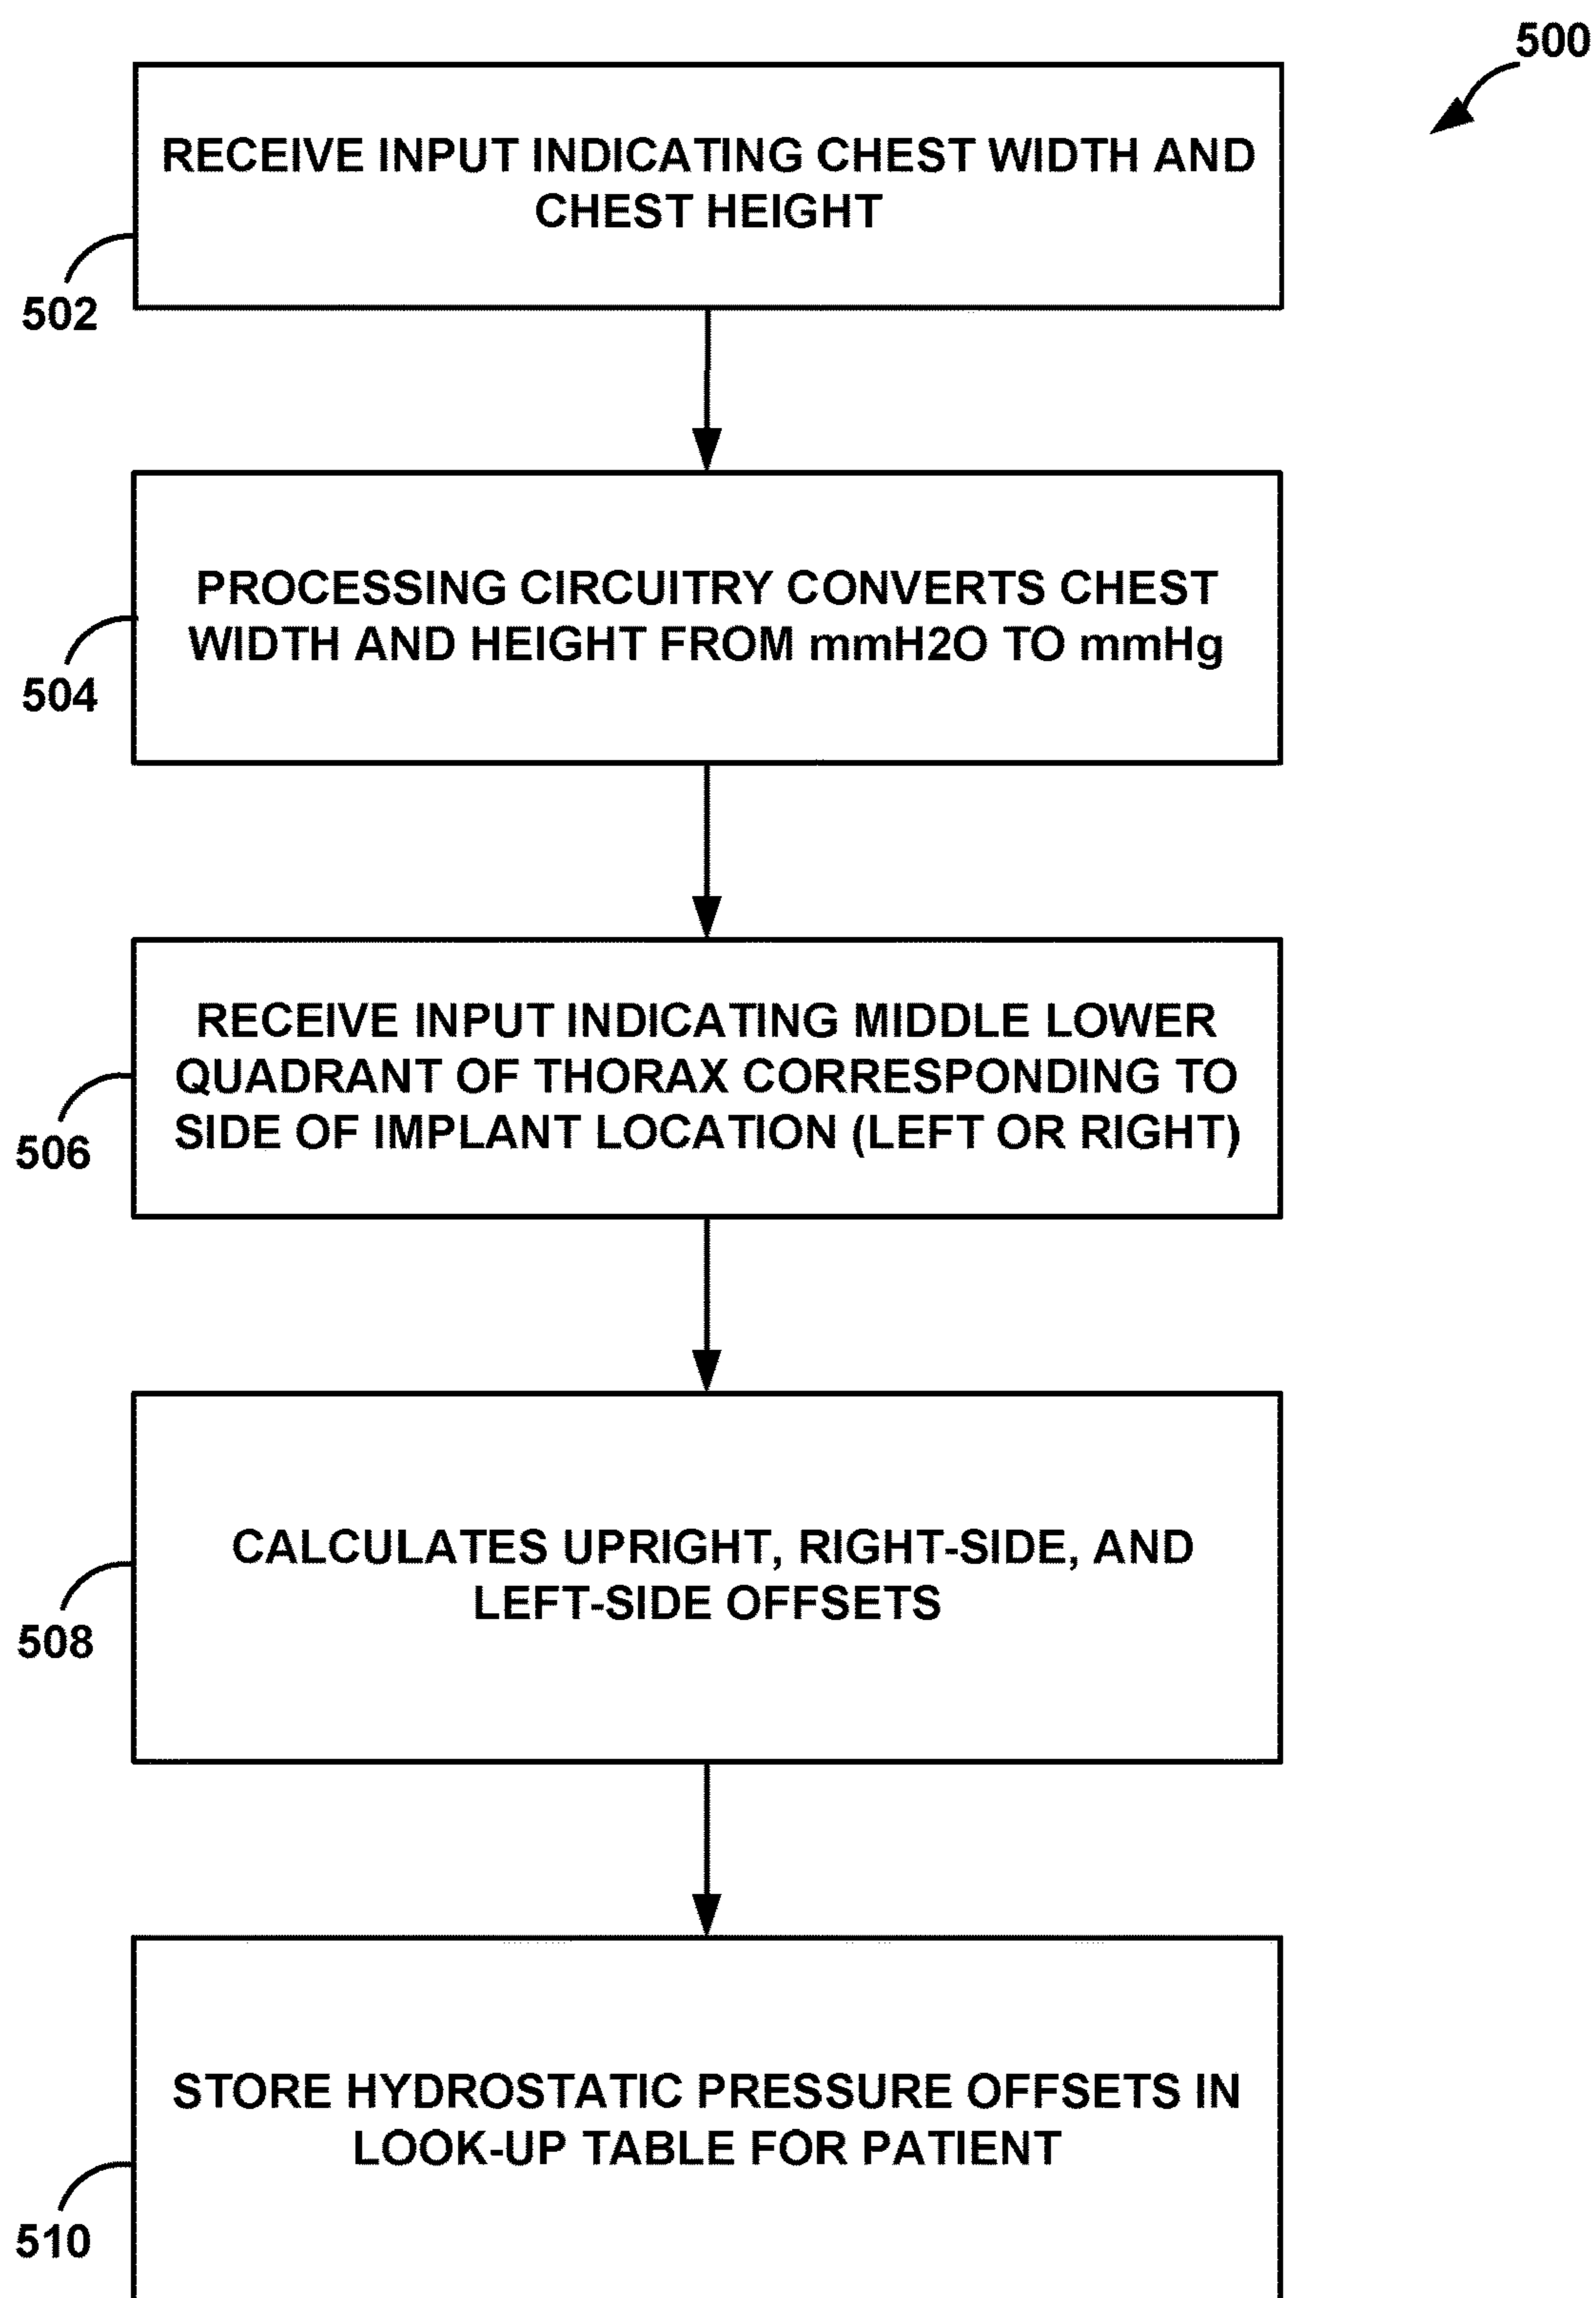 500
RECEIVE INPUT INDICATING CHEST WIDTH AND
CHEST HEIGHT
502
PROCESSING CIRCUITRY CONVERTS CHEST
WIDTH AND HEIGHT FROM mmH2O TO mmHg
504
RECEIVE INPUT INDICATING MIDDLE LOWER
QUADRANT OF THORAX CORRESPONDING TO
SIDE OF IMPLANT LOCATION (LEFT OR RIGHT)
506
CALCULATES UPRIGHT, RIGHT-SIDE, AND
LEFT-SIDE OFFSETS
508
STORE HYDROSTATIC PRESSURE OFFSETS IN
LOOK-UP TABLE FOR PATIENT
510